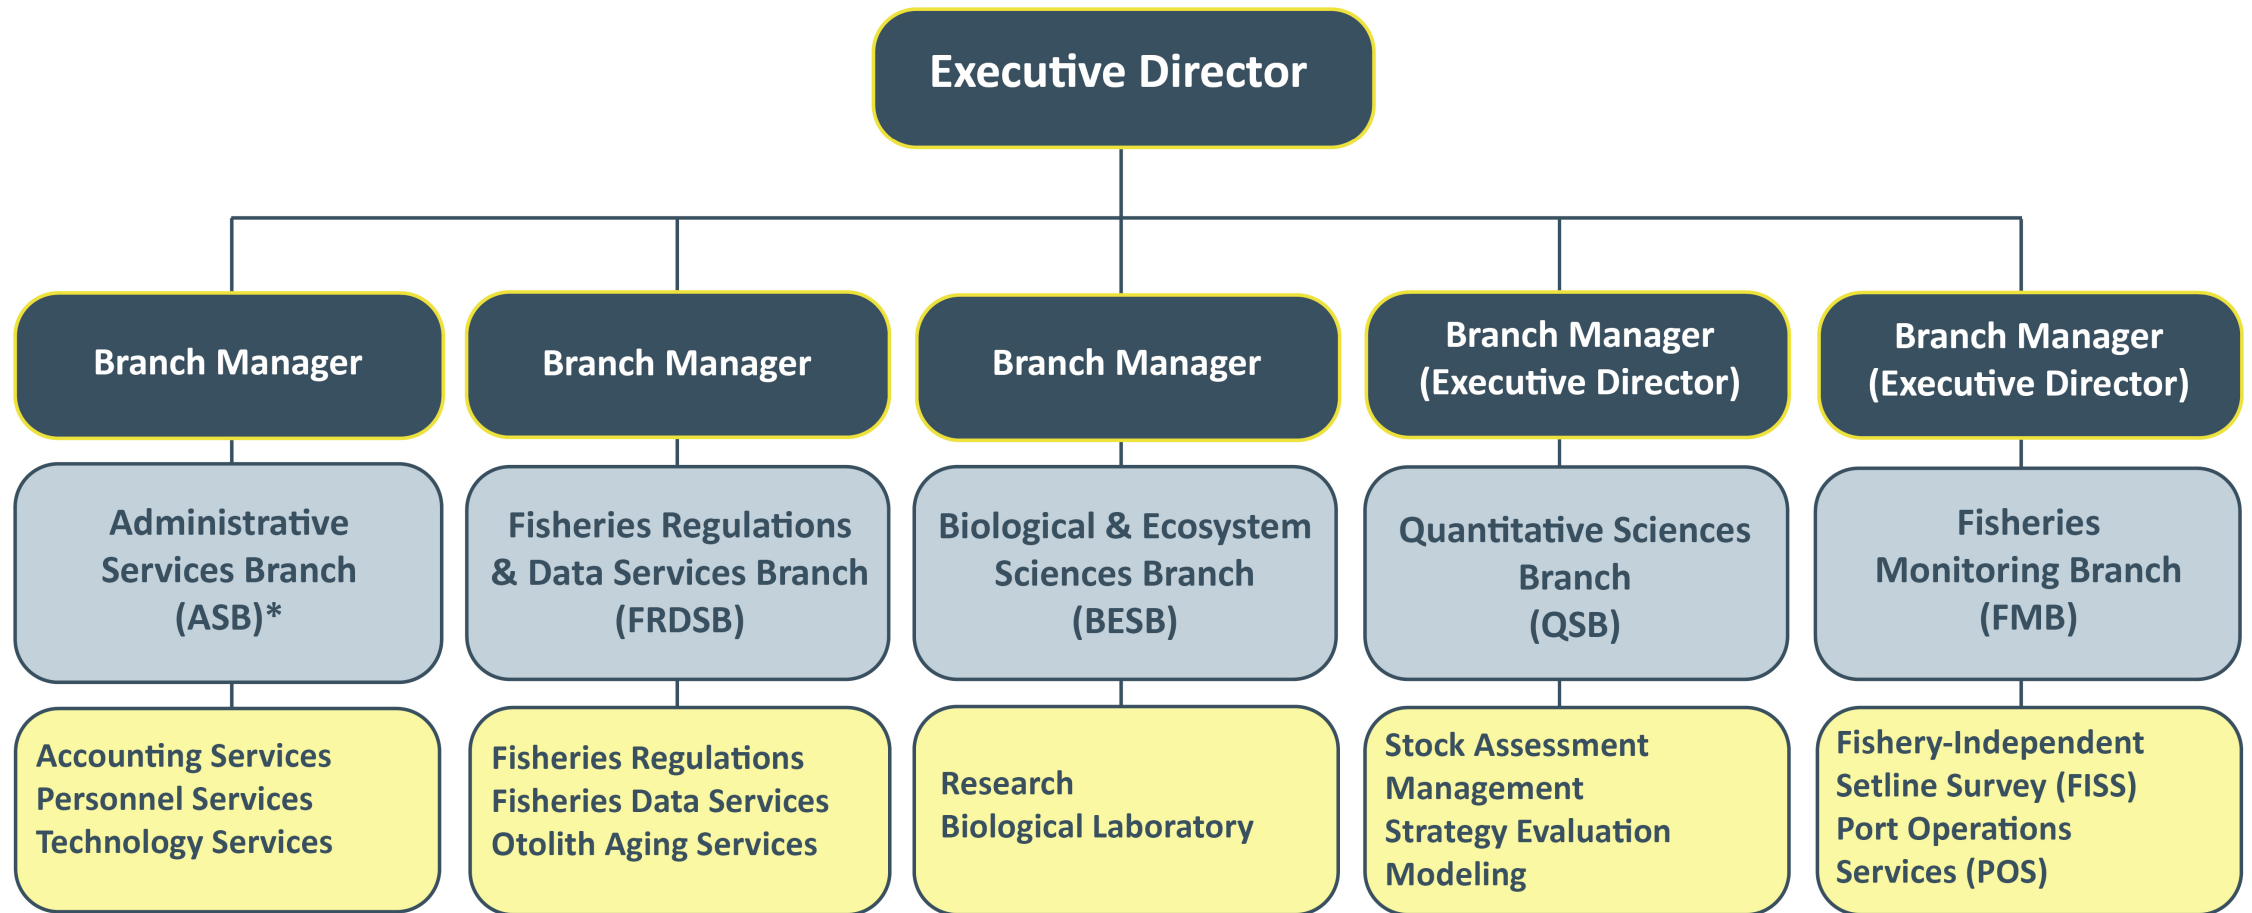 Executive Director
Branch Manager
Branch Manager
Branch Manager
Branch Manager
(Executive Director)
Branch Manager
(Executive Director)
Administrative
Services Branch
(ASB)*
Fisheries Regulations
& Data Services Branch
(FRDSB)
Biological & Ecosystem
Sciences Branch
(BESB)
Quantitative Sciences
Branch
(QSB)
Fisheries
Monitoring Branch
(FMB)
Accounting Services
Personnel Services
Technology Services
Fisheries Regulations
Fisheries Data Services
Otolith Aging Services
Research
Biological Laboratory
Stock Assessment
Management
Strategy Evaluation
Modeling
Fishery-Independent
Setline Survey (FISS)
Port Operations
Services (POS)